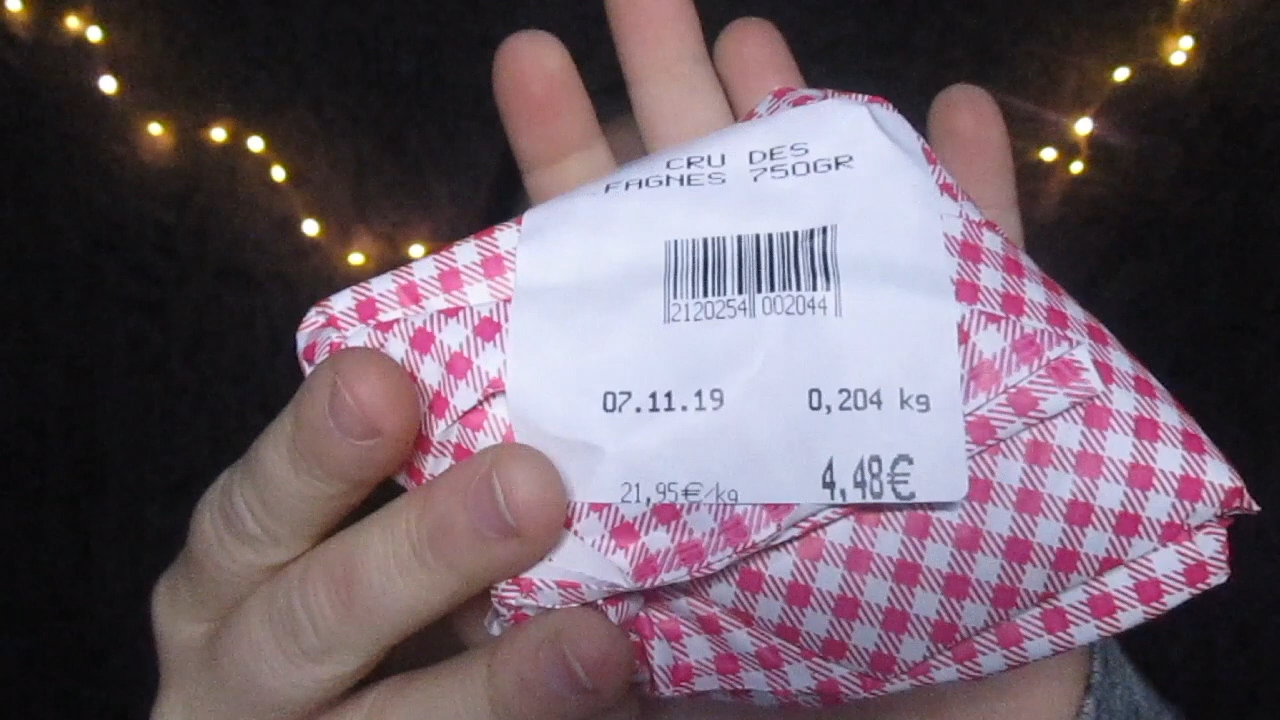 CRU DES
FAGNES 750GR
2120254 002044
07.11.19 0,204 kg
21,95€/kg 4,48€